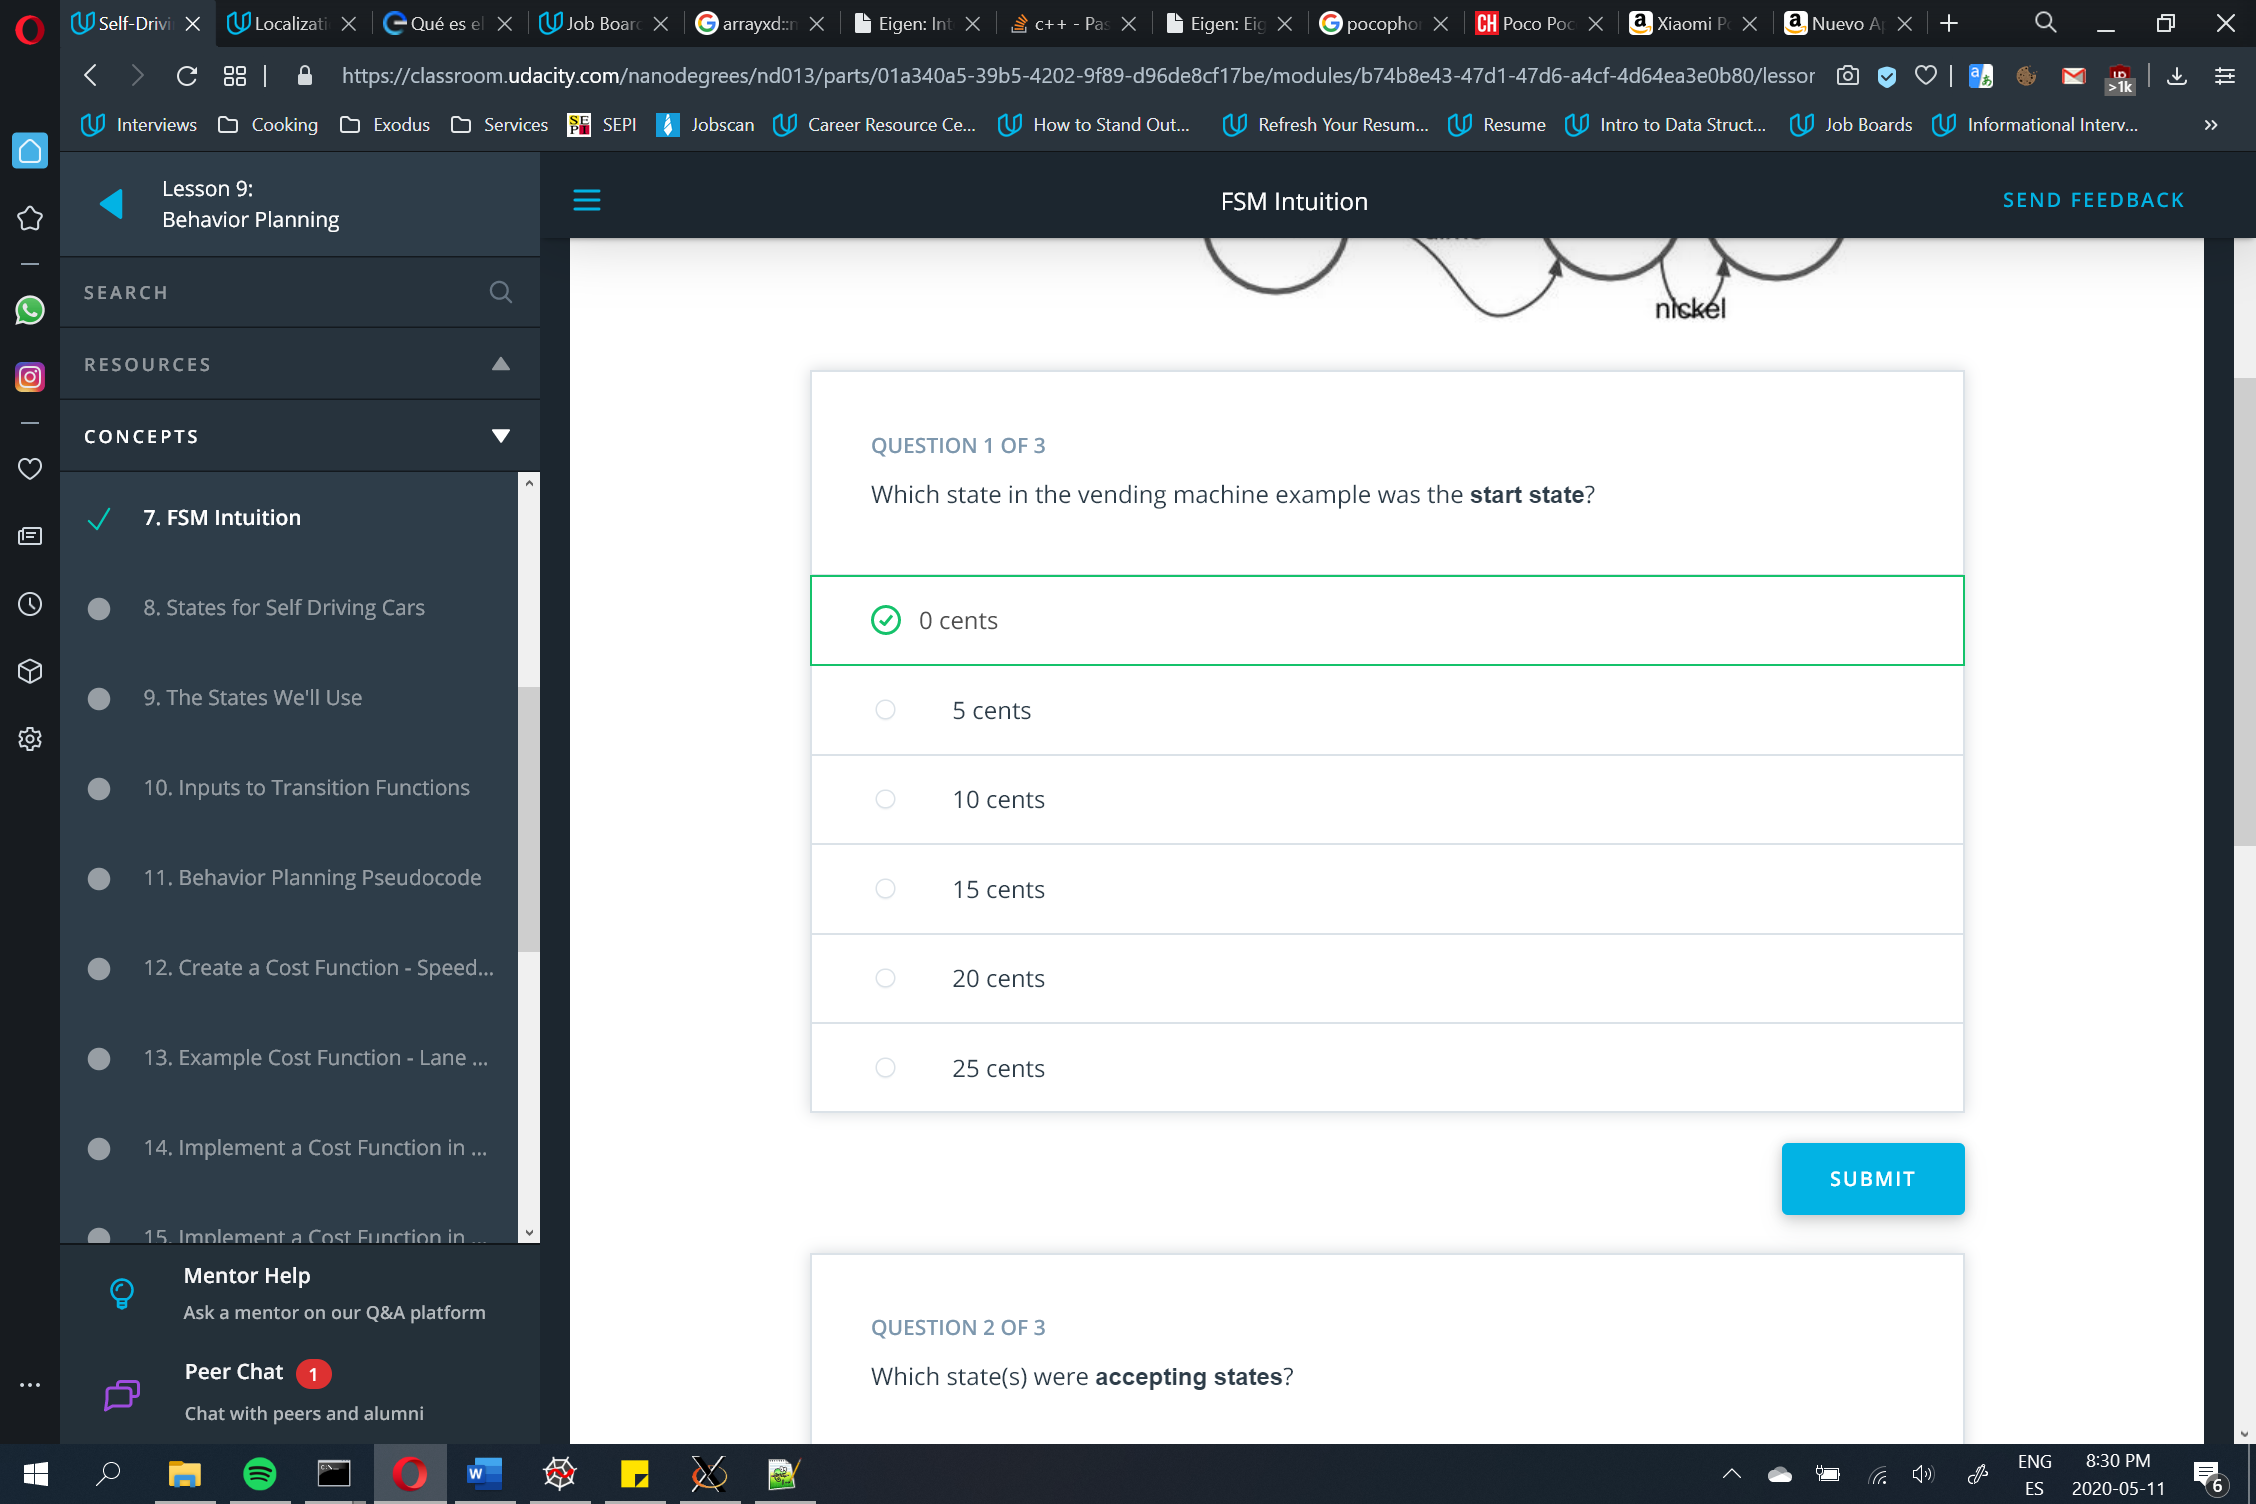 Self-Drivi
Localizati
Qué es el
Job Board
arrayxd::n
Eigen: Int
c++ - Pas
Eigen: Eig
pocophon
CH Poco Poc
Xiaomi Po
Nuevo A
https://classroom.udacity.com/nanodegrees/nd013/parts/01a340a5-39b5-4202-9f89-d96de8cf17be/modules/b74b8e43-47d1-47d6-a4cf-4d64ea3e0b80/lessor
>1k
Interviews
Cooking
Exodus
Services
SEPI
Jobscan
Career Resource Ce...
How to Stand Out...
Refresh Your Resum...
Resume
Intro to Data Struct...
Job Boards
Informational Interv...
Lesson 9:
Behavior Planning
FSM Intuition
SEND FEEDBACK
SEARCH
RESOURCES
CONCEPTS
7. FSM Intuition
8. States for Self Driving Cars
9. The States We'll Use
10. Inputs to Transition Functions
11. Behavior Planning Pseudocode
12. Create a Cost Function - Speed...
13. Example Cost Function - Lane ...
14. Implement a Cost Function in ...
15. Implement a Cost Function in ...
Mentor Help
Ask a mentor on our Q&A platform
Peer Chat 1
Chat with peers and alumni
nickel
QUESTION 1 OF 3
Which state in the vending machine example was the start state?
0 cents
5 cents
10 cents
15 cents
20 cents
25 cents
SUBMIT
QUESTION 2 OF 3
Which state(s) were accepting states?
ENG
ES
8:30 PM
2020-05-11
6